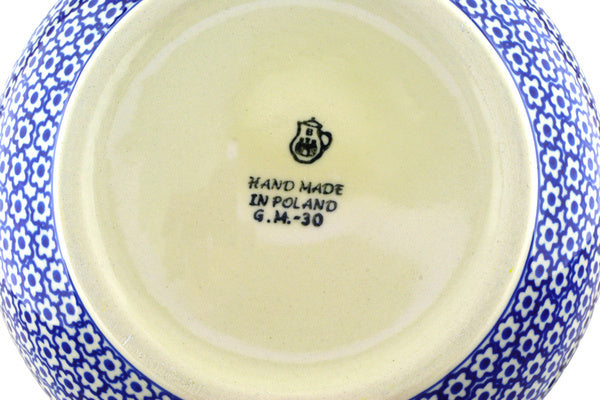 B
HAND MADE
IN POLAND
G.M.-30